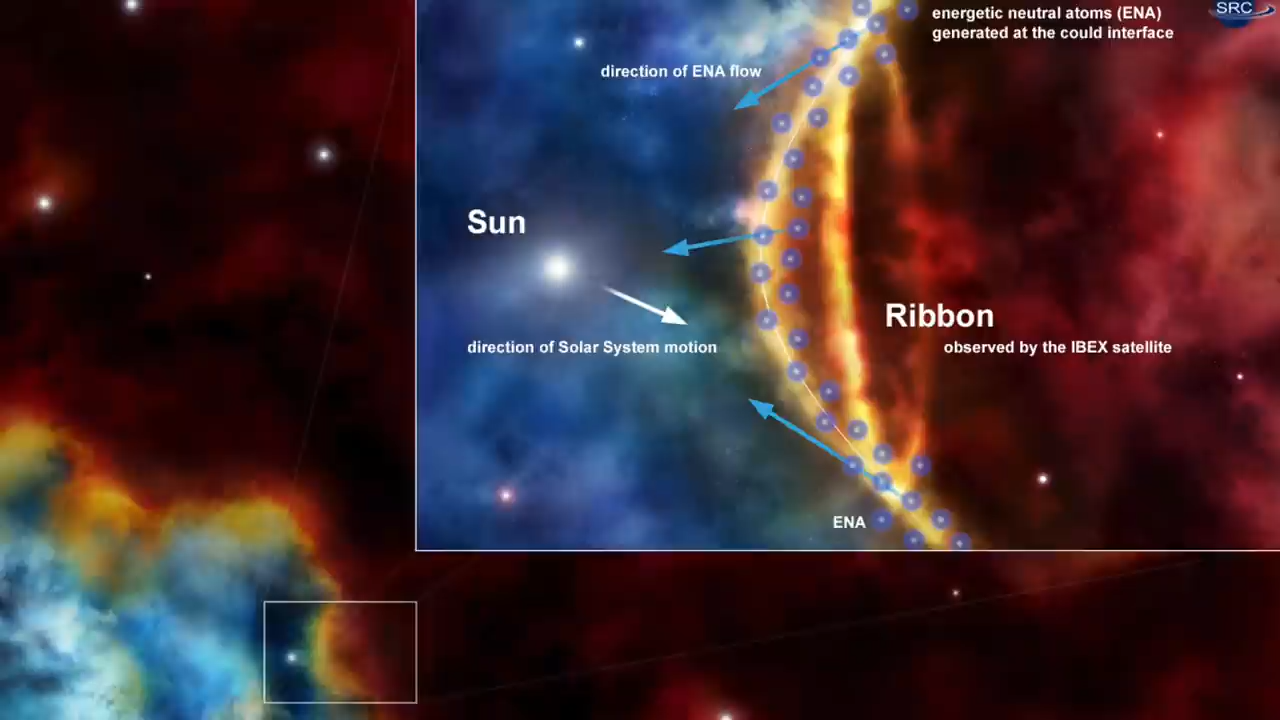 SRC
energetic neutral atoms (ENA)
generated at the could interface
direction of ENA flow
Sun
Ribbon
direction of Solar System motion
observed by the IBEX satellite
ENA